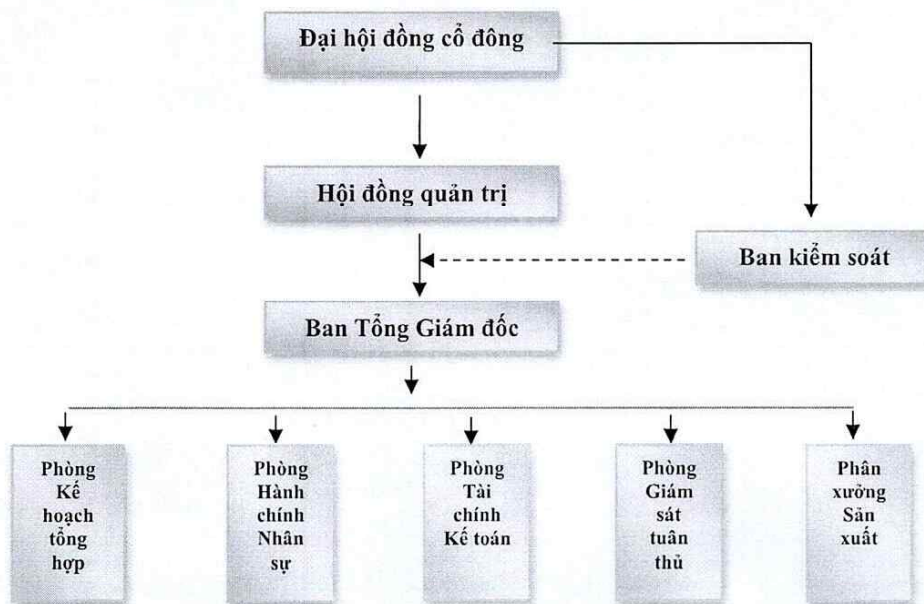 Đại hội đồng cổ đông
Hội đồng quản trị
Ban kiểm soát
Ban Tổng Giám đốc
Phòng
Kế
hoạch
tổng
hợp
Phòng
Hành
chính
Nhân
sự
Phòng
Tài
chính
Kế toán
Phòng
Giám
sát
tuân
thủ
Phân
xưởng
Sản
xuất